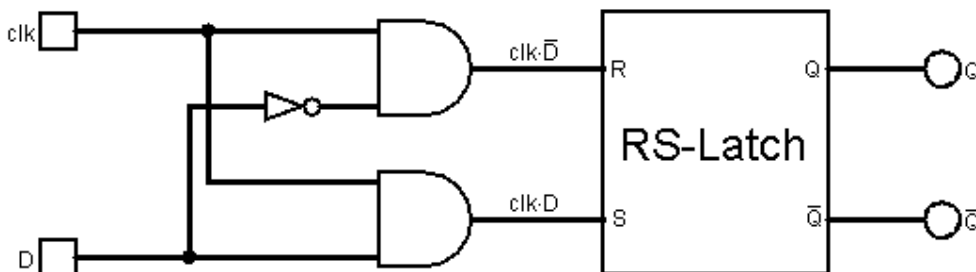 clk
clk·D̅
R
Q
Q
RS-Latch
clk·D
S
Q̅
Q̅
D